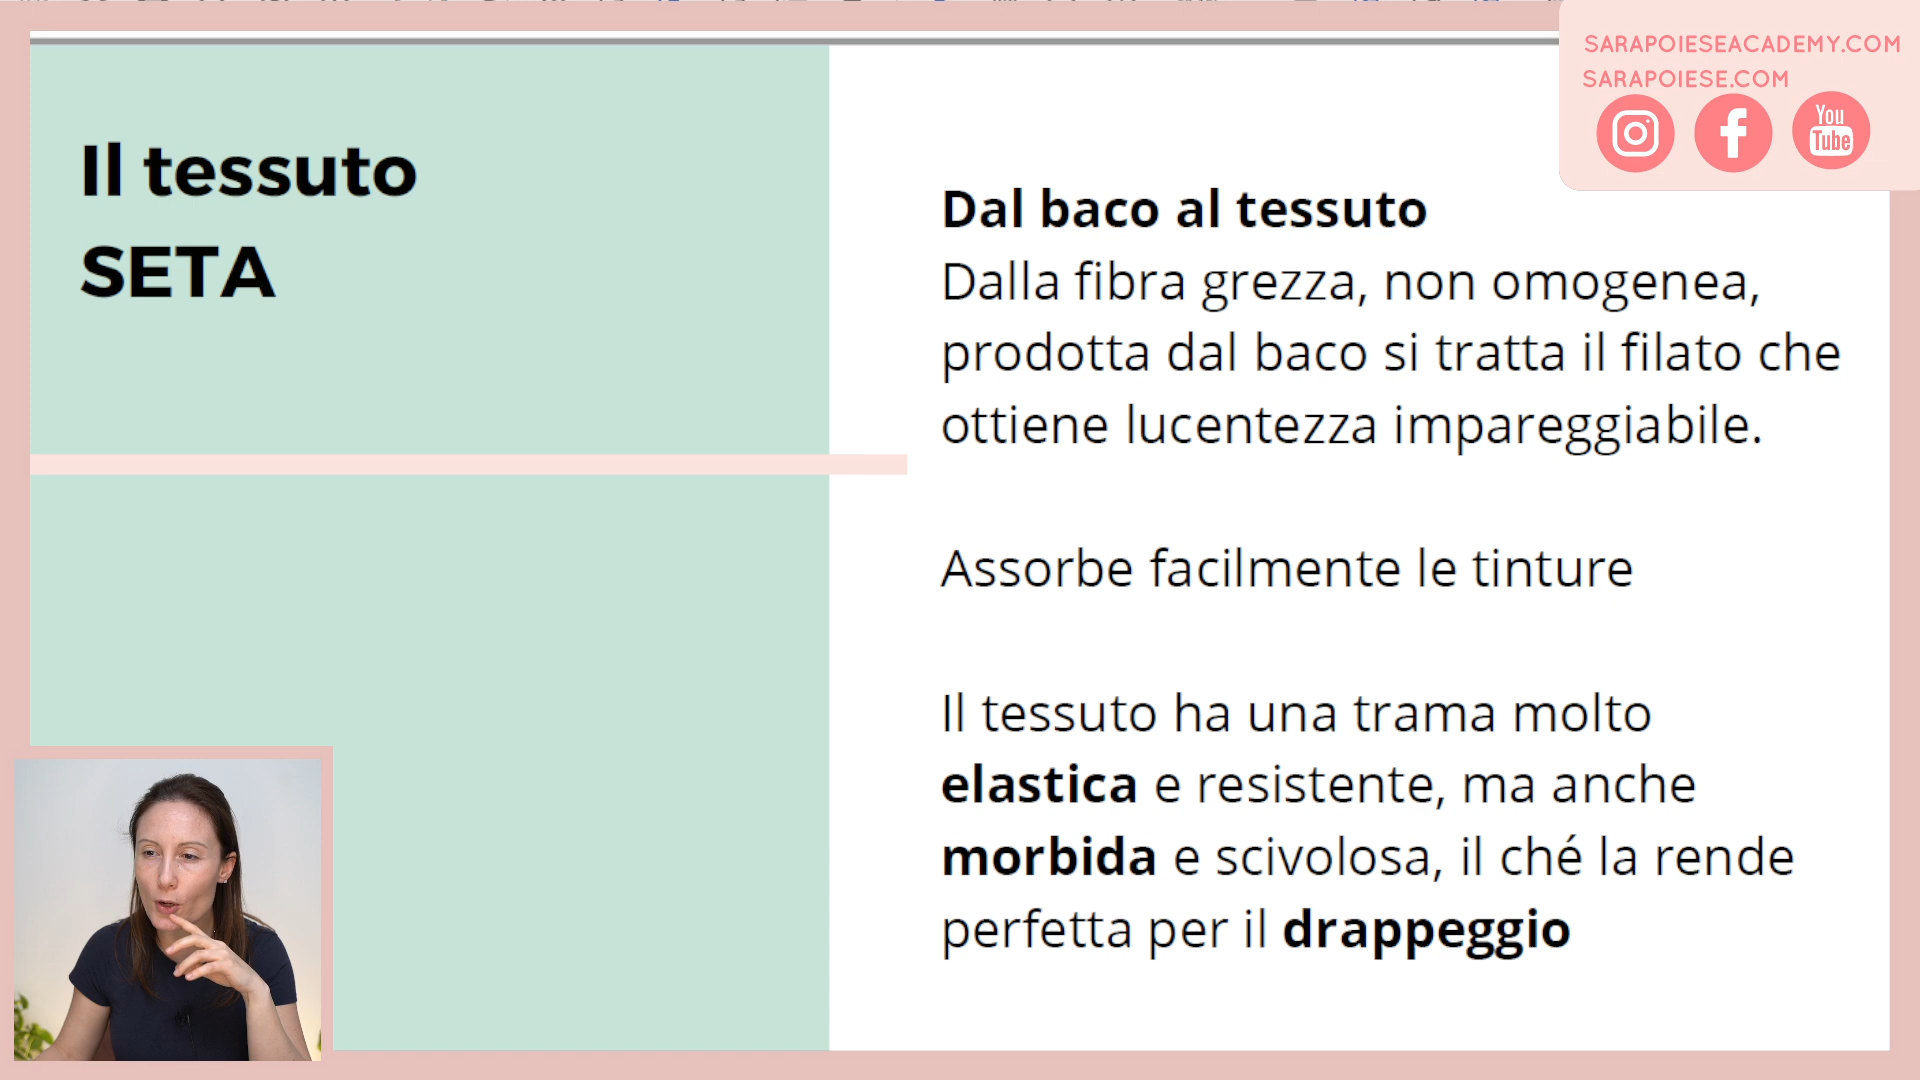 SARAPOIESEACADEMY.COM
SARAPOIESE.COM
You
Tube
Il tessuto
SETA
Dal baco al tessuto
Dalla fibra grezza, non omogenea,
prodotta dal baco si tratta il filato che
ottiene lucentezza impareggiabile.
Assorbe facilmente le tinture
Il tessuto ha una trama molto
elastica e resistente, ma anche
morbida e scivolosa, il ché la rende
perfetta per il drappeggio